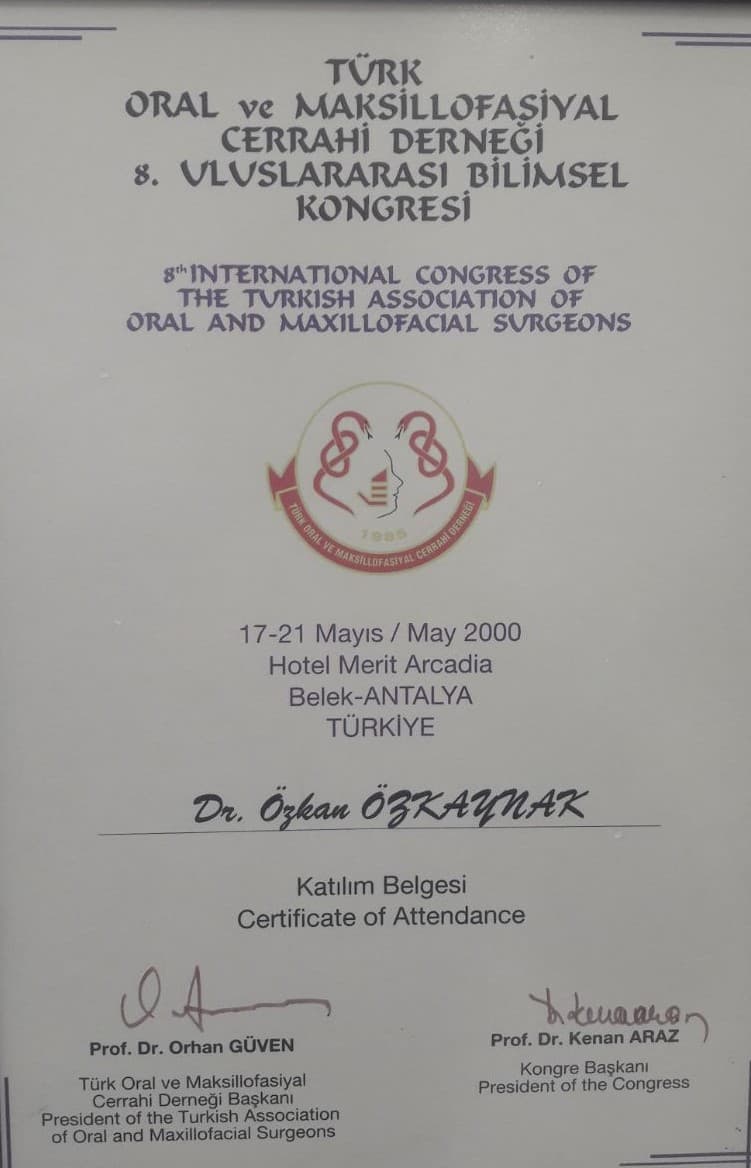 TÜRK
ORAL ve MAKSİLLOFASİYAL
CERRAHİ DERNEĞİ
8. ULUSLARARASI BİLİMSEL
KONGRESİ
8th INTERNATIONAL CONGRESS OF
THE TURKISH ASSOCIATION OF
ORAL AND MAXILLOFACIAL SURGEONS
1985
TÜRK ORAL VE MAKSİLLOFASİYAL CERRAHİ DERNEĞİ
17-21 Mayıs / May 2000
Hotel Merit Arcadia
Belek-ANTALYA
TÜRKİYE
Dr. Özkan ÖZKAYNAK
Katılım Belgesi
Certificate of Attendance
Prof. Dr. Orhan GÜVEN
Türk Oral ve Maksillofasiyal
Cerrahi Derneği Başkanı
President of the Turkish Association
of Oral and Maxillofacial Surgeons
Prof. Dr. Kenan ARAZ
Kongre Başkanı
President of the Congress